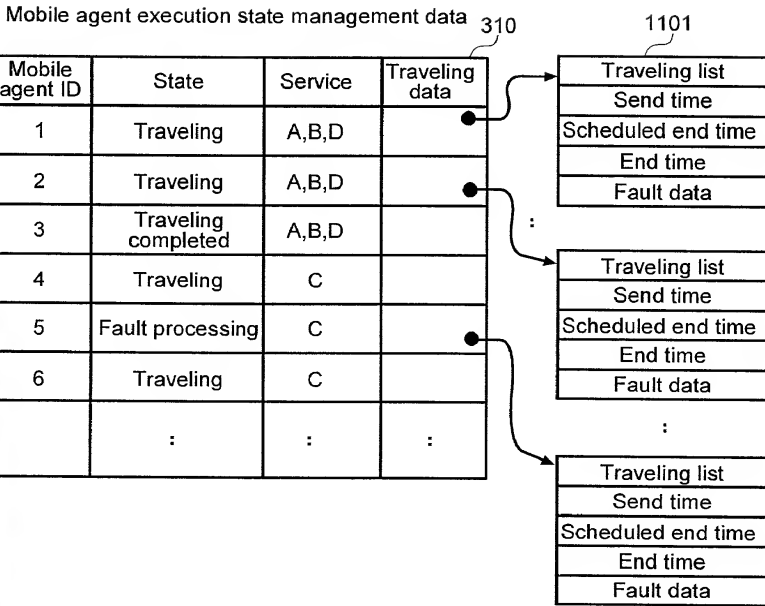 Mobile agent execution state management data
310
1101
Mobile agent ID State Service Traveling data
1 Traveling A,B,D
2 Traveling A,B,D
3 Traveling completed A,B,D
4 Traveling C
5 Fault processing C
6 Traveling C
: : :
Traveling list
Send time
Scheduled end time
End time
Fault data
:
Traveling list
Send time
Scheduled end time
End time
Fault data
:
Traveling list
Send time
Scheduled end time
End time
Fault data